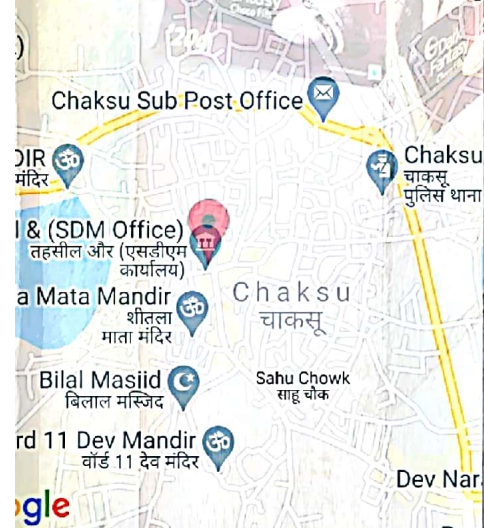 Chaksu Sub Post Office
DIR
मंदिर
Chaksu
चाकसू
पुलिस थाना
l & (SDM Office)
तहसील और (एसडीएम
कार्यालय)
a Mata Mandir
शीतला
माता मंदिर
Chaksu
चाकसू
Bilal Masjid
बिलाल मस्जिद
Sahu Chowk
साहू चौक
rd 11 Dev Mandir
वॉर्ड 11 देव मंदिर
Dev Nar
ogle